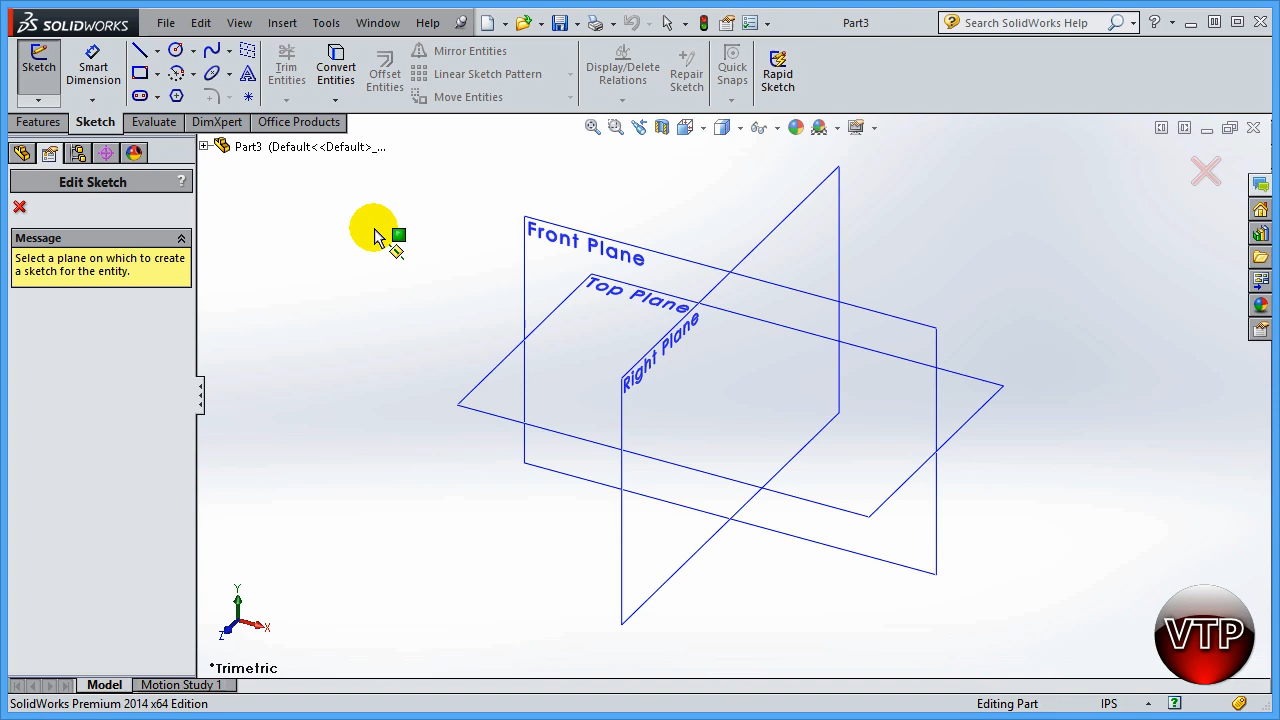 SOLIDWORKS File Edit View Insert Tools Window Help Part3 Search SolidWorks Help ?
Sketch Smart Dimension Trim Entities Convert Entities Offset Entities Mirror Entities Linear Sketch Pattern Move Entities Display/Delete Relations Repair Sketch Quick Snaps Rapid Sketch
Features Sketch Evaluate DimXpert Office Products
Part3 (Default<<Default>_...
Edit Sketch ?
Message
Select a plane on which to create
a sketch for the entity.
Front Plane
Top Plane
Right Plane
Y
X
Z
*Trimetric
VTP
Model Motion Study 1
SolidWorks Premium 2014 x64 Edition Editing Part IPS ?